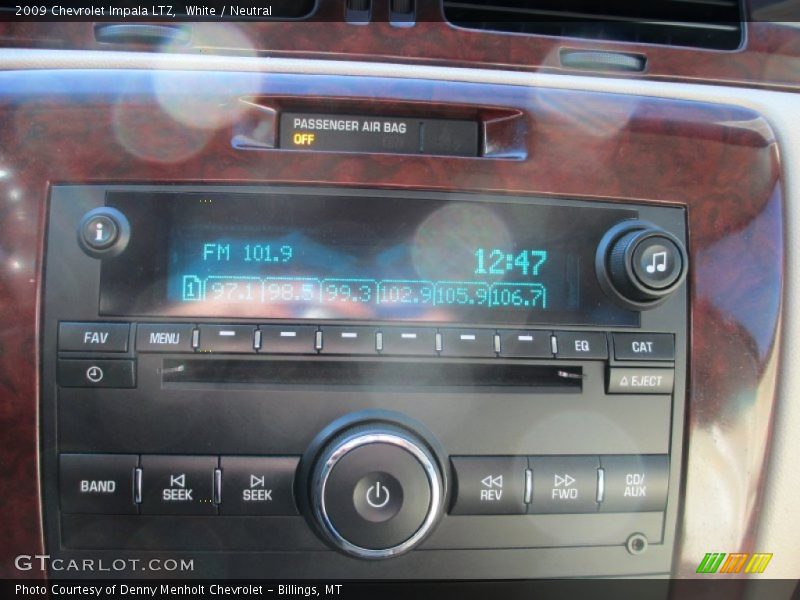 2009 Chevrolet Impala LTZ,  White / Neutral
PASSENGER AIR BAG
OFF
i
FM 101.9
12:47
1 97.1 98.5 99.3 102.9 105.9 106.7
FAV
MENU
EQ
CAT
△ EJECT
BAND
SEEK
SEEK
REV
FWD
CD/
AUX
GTCARLOT.COM
Photo Courtesy of Denny Menholt Chevrolet – Billings, MT